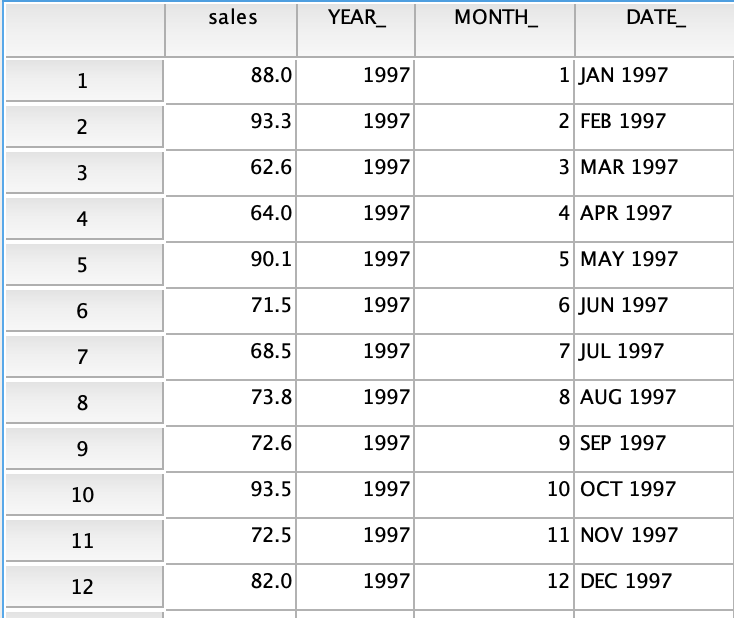 sales YEAR_ MONTH_ DATE_
1 88.0 1997 1 JAN 1997
2 93.3 1997 2 FEB 1997
3 62.6 1997 3 MAR 1997
4 64.0 1997 4 APR 1997
5 90.1 1997 5 MAY 1997
6 71.5 1997 6 JUN 1997
7 68.5 1997 7 JUL 1997
8 73.8 1997 8 AUG 1997
9 72.6 1997 9 SEP 1997
10 93.5 1997 10 OCT 1997
11 72.5 1997 11 NOV 1997
12 82.0 1997 12 DEC 1997